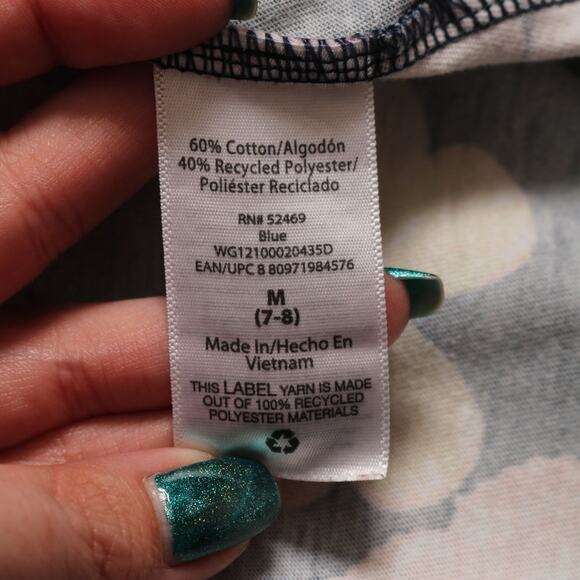 60% Cotton/Algodón
40% Recycled Polyester/
Poliéster Reciclado
RN# 52469
Blue
WG12100020435D
EAN/UPC 8 80971984576
M
(7-8)
Made In/Hecho En
Vietnam
THIS LABEL YARN IS MADE
OUT OF 100% RECYCLED
POLYESTER MATERIALS